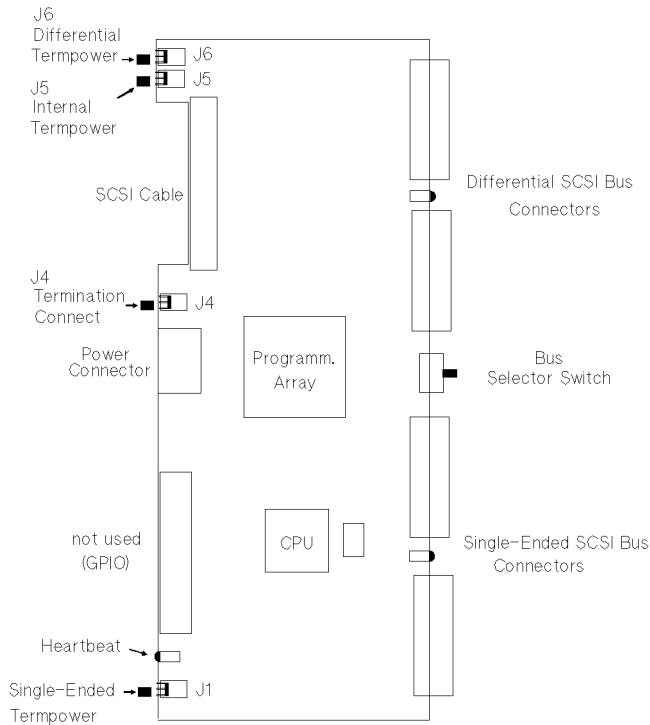 J6
Differential
Termpower
J6
J5
J5
Internal
Termpower
SCSI Cable
Differential SCSI Bus
Connectors
J4
Termination
Connect
J4
Power
Connector
Programm.
Array
Bus
Selector Switch
not used
(GPIO)
CPU
Single-Ended SCSI Bus
Connectors
Heartbeat
Single-Ended
Termpower
J1